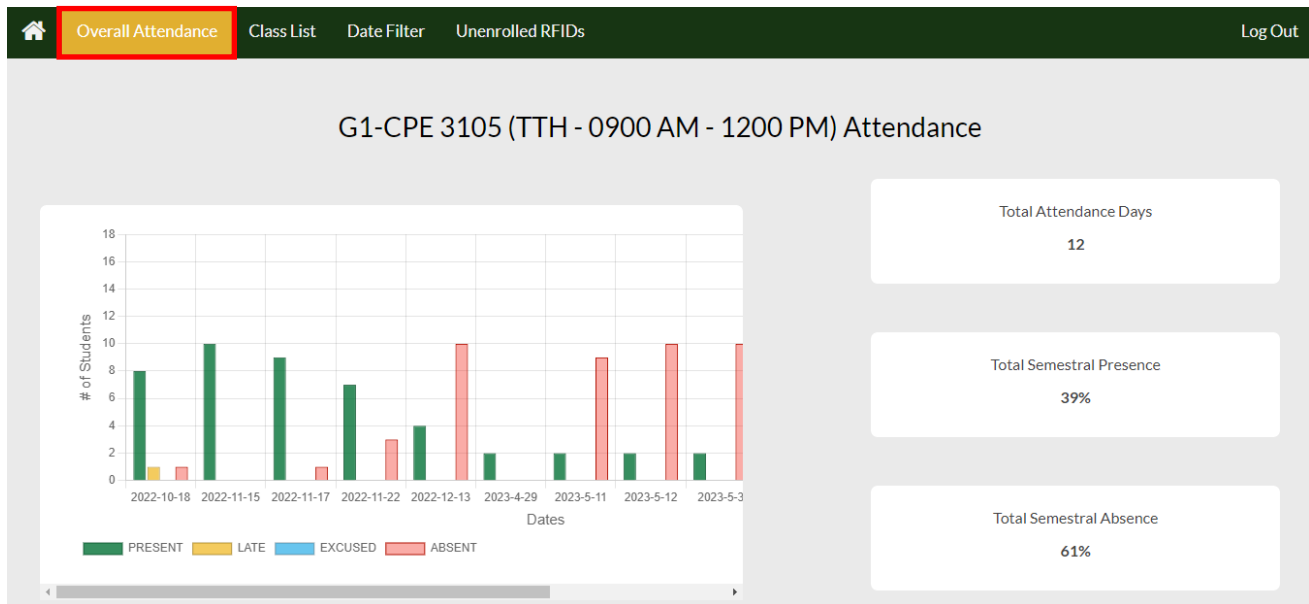 Overall Attendance Class List Date Filter Unenrolled RFIDs Log Out
G1-CPE 3105 (TTH - 0900 AM - 1200 PM) Attendance
18
16
14
12
10
8
6
4
2
0
# of Students
2022-10-18 2022-11-15 2022-11-17 2022-11-22 2022-12-13 2023-4-29 2023-5-11 2023-5-12 2023-5-3
Dates
PRESENT LATE EXCUSED ABSENT
Total Attendance Days
12
Total Semestral Presence
39%
Total Semestral Absence
61%